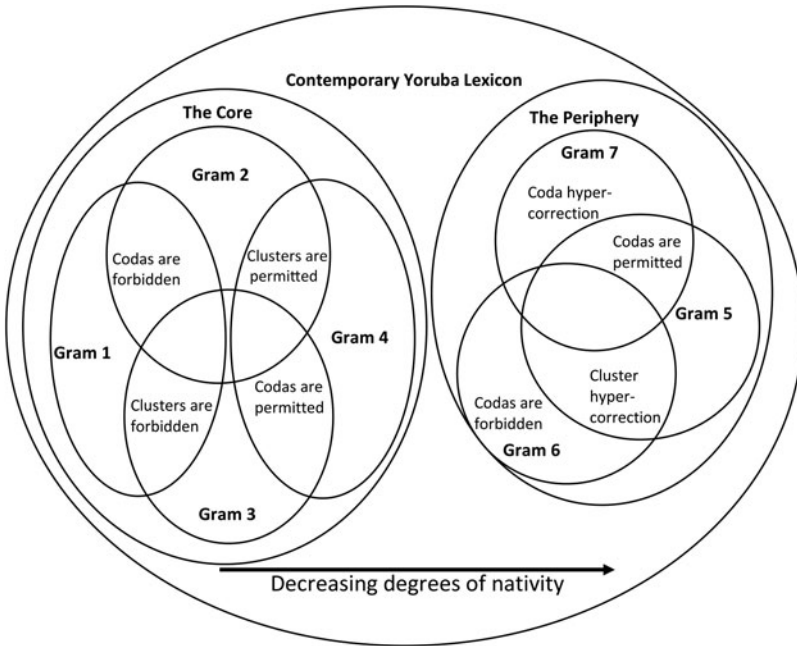 Contemporary Yoruba Lexicon
The Core
Gram 2
Codas are
forbidden
Clusters are
permitted
Gram 1
Gram 4
Clusters are
forbidden
Codas are
permitted
Gram 3
The Periphery
Gram 7
Coda hyper-
correction
Codas are
permitted
Gram 5
Cluster
hyper-
correction
Codas are
forbidden
Gram 6
Decreasing degrees of nativity